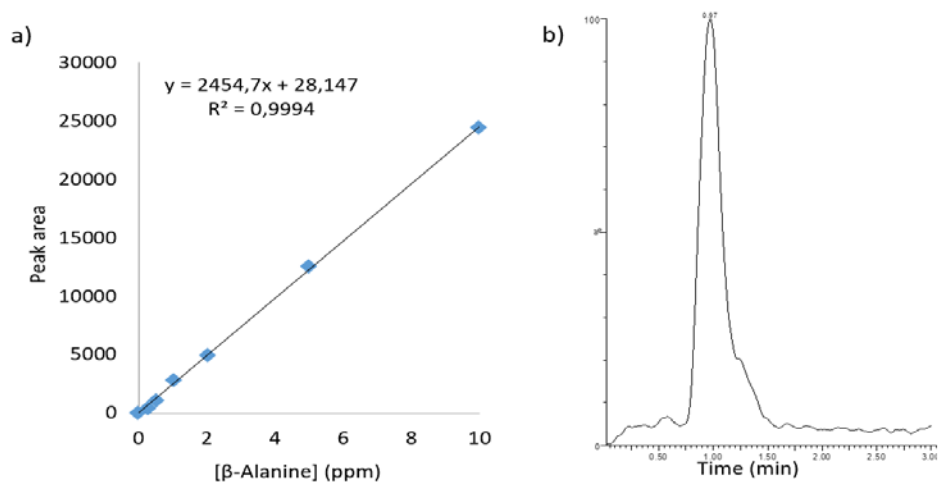 a)
30000
25000
20000
15000
10000
5000
0
Peak area
y = 2454,7x + 28,147
R² = 0,9994
0 2 4 6 8 10
[β-Alanine] (ppm)
b)
0.97
100
0
0.50 1.00 1.50 2.00 2.50 3.00
Time (min)